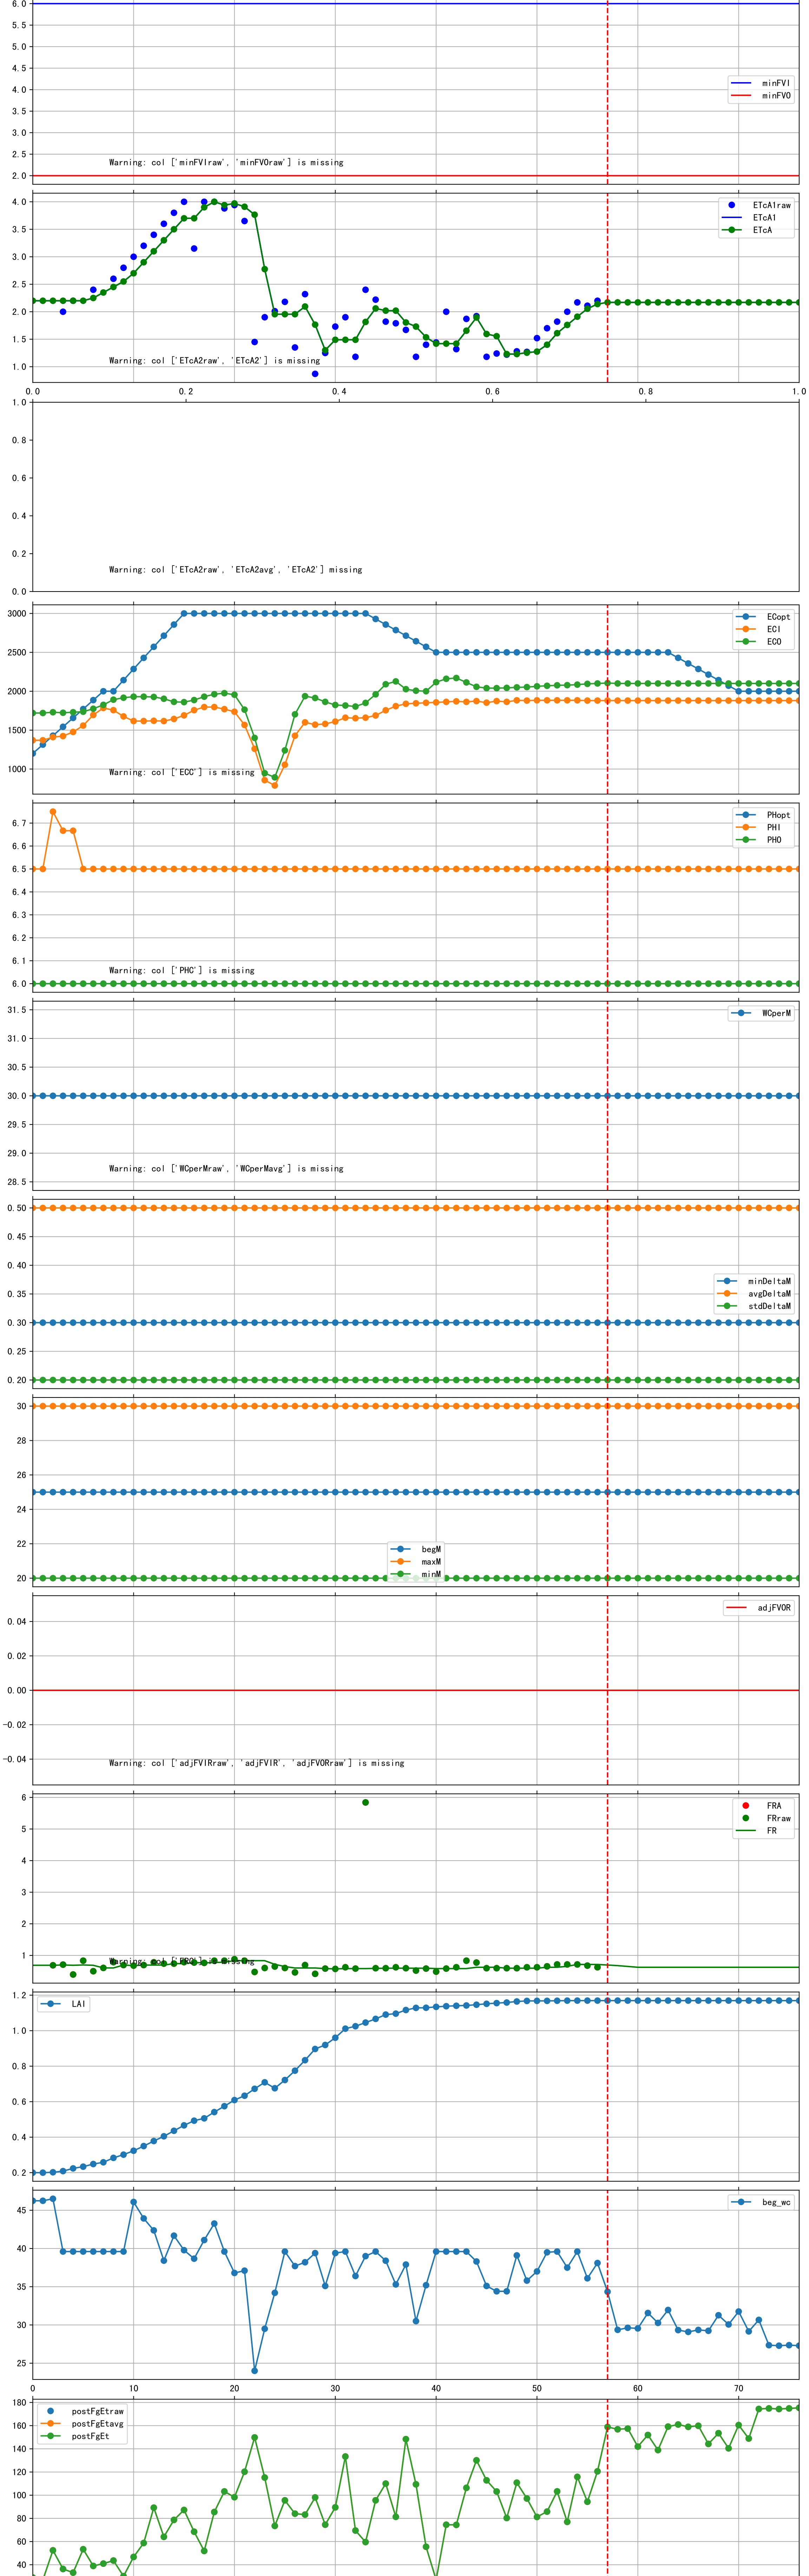 6.0
5.5
5.0
4.5
4.0
3.5
3.0
2.5
2.0
minFVI
minFVO
Warning: col ['minFVIraw', 'minFVOraw'] is missing
4.0
3.5
3.0
2.5
2.0
1.5
1.0
ETcA1raw
ETcA1
ETcA
Warning: col ['ETcA2raw', 'ETcA2'] is missing
0.0 0.2 0.4 0.6 0.8 1.0
1.0
0.8
0.6
0.4
0.2
0.0
Warning: col ['ETcA2raw', 'ETcA2avg', 'ETcA2'] missing
3000
2500
2000
1500
1000
ECopt
ECI
ECO
Warning: col ['ECC'] is missing
6.7
6.6
6.5
6.4
6.3
6.2
6.1
6.0
PHopt
PHI
PHO
Warning: col ['PHC'] is missing
31.5
31.0
30.5
30.0
29.5
29.0
28.5
WCperM
Warning: col ['WCperMraw', 'WCperMavg'] is missing
0.50
0.45
0.40
0.35
0.30
0.25
0.20
minDeltaM
avgDeltaM
stdDeltaM
30
28
26
24
22
20
begM
maxM
minM
0.04
0.02
0.00
-0.02
-0.04
adjFVOR
Warning: col ['adjFVIRraw', 'adjFVIR', 'adjFVORraw'] is missing
6
5
4
3
2
1
FRA
FRraw
FR
Warning: col is missing
1.2
1.0
0.8
0.6
0.4
0.2
LAI
45
40
35
30
25
beg_wc
0 10 20 30 40 50 60 70
180
160
140
120
100
80
60
40
postFgEtraw
postFgEtavg
postFgEt